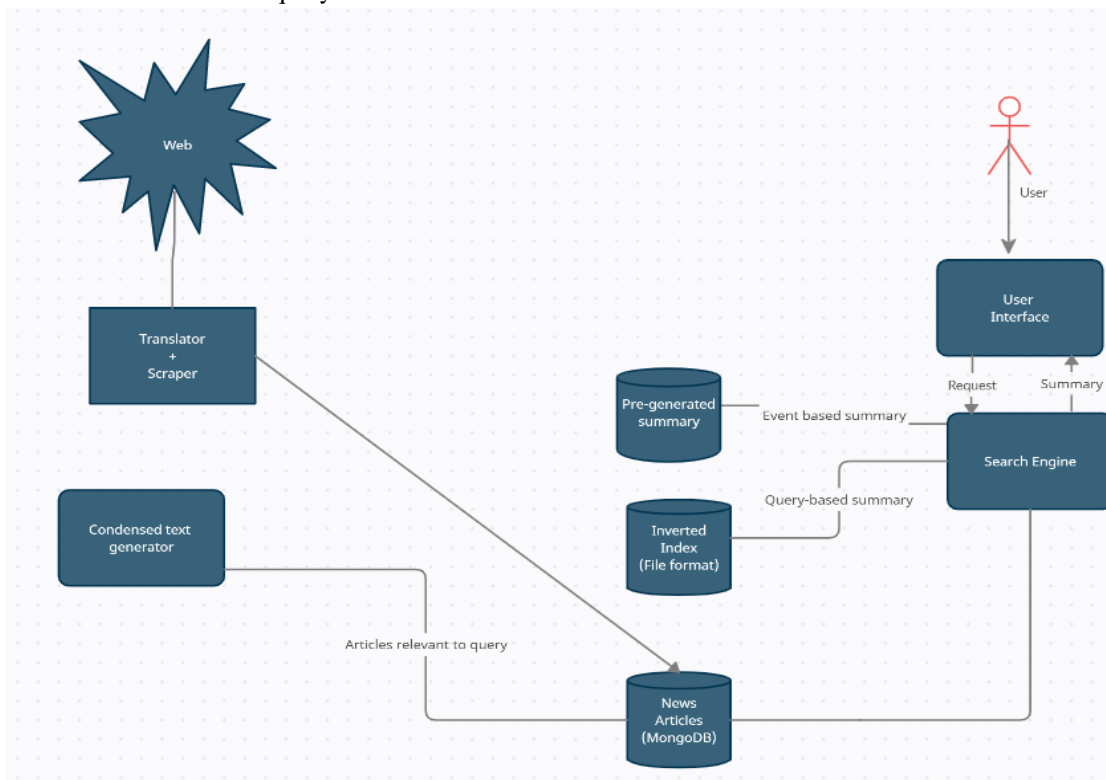 Web
User
Translator
+
Scraper
User
Interface
Request
Summary
Pre-generated
summary
Event based summary
Search Engine
Query-based summary
Condensed text
generator
Inverted
Index
(File format)
Articles relevant to query
News
Articles
(MongoDB)